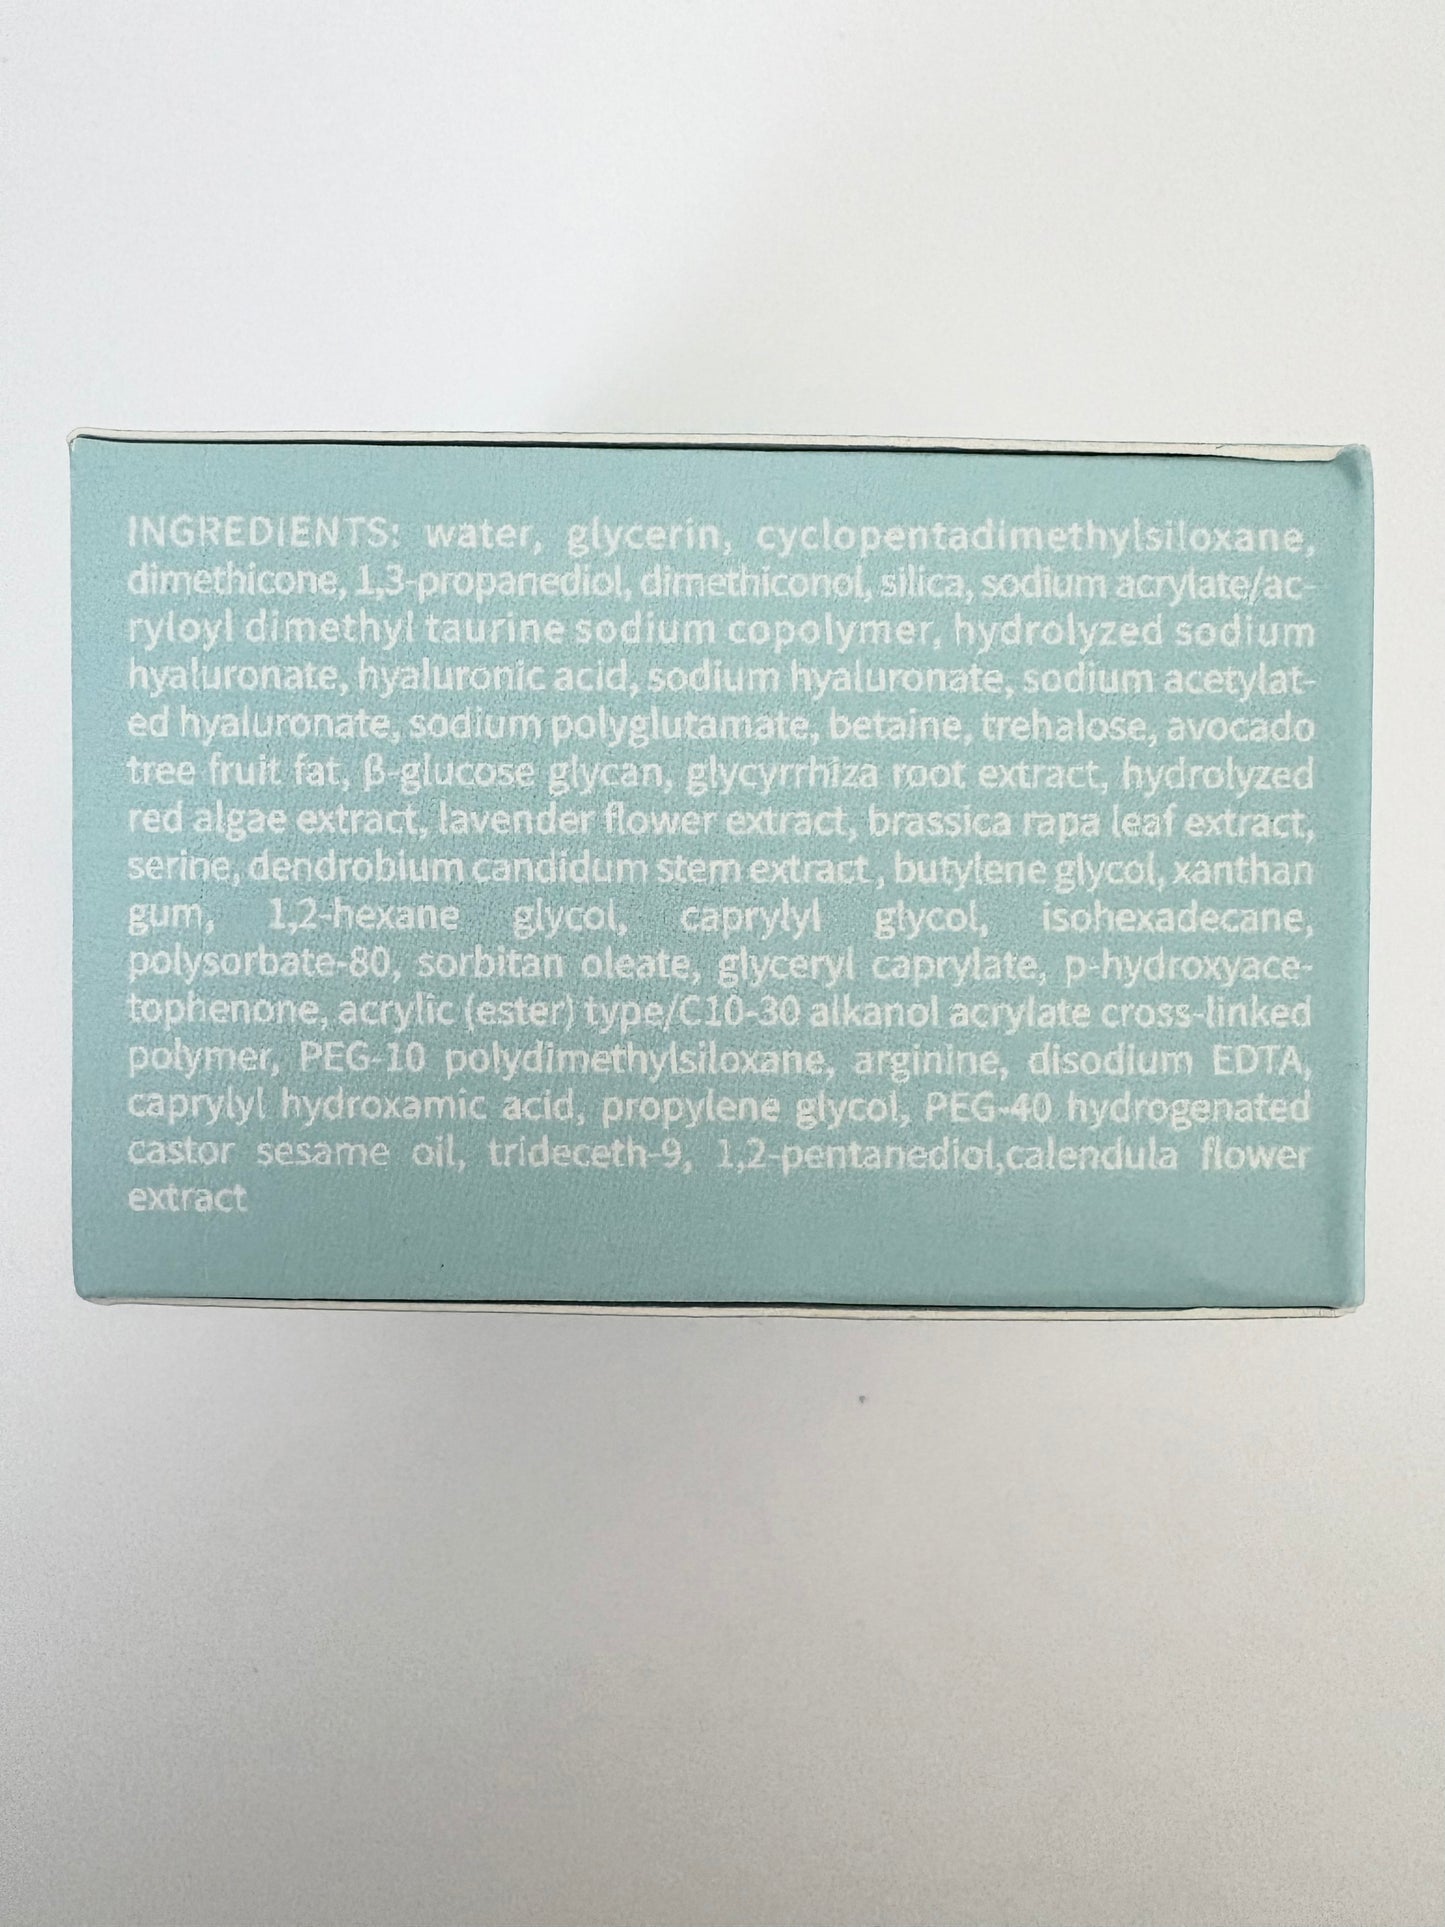 INGREDIENTS: water, glycerin, cyclopentadimethylsiloxane,
dimethicone, 1,3-propanediol, dimethiconol, silica, sodium acrylate/ac-
ryloyl dimethyl taurine sodium copolymer, hydrolyzed sodium
hyaluronate, hyaluronic acid, sodium hyaluronate, sodium acetylat-
ed hyaluronate, sodium polyglutamate, betaine, trehalose, avocado
tree fruit fat, β-glucose glycan, glycyrrhiza root extract, hydrolyzed
red algae extract, lavender flower extract, brassica rapa leaf extract,
serine, dendrobium candidum stem extract, butylene glycol, xanthan
gum, 1,2-hexane glycol, caprylyl glycol, isohexadecane,
polysorbate-80, sorbitan oleate, glyceryl caprylate, p-hydroxyace-
tophenone, acrylic (ester) type/C10-30 alkanol acrylate cross-linked
polymer, PEG-10 polydimethylsiloxane, arginine, disodium EDTA,
caprylyl hydroxamic acid, propylene glycol, PEG-40 hydrogenated
castor sesame oil, trideceth-9, 1,2-pentanediol,calendula flower
extract